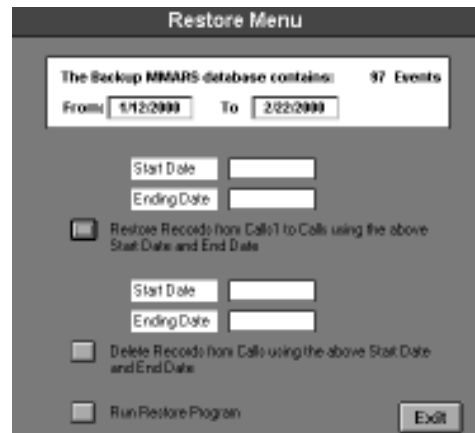 Restore Menu
The Backup MMARS database contains: 97 Events
From: 1/12/2000 To 2/22/2000
Start Date
Ending Date
Restore Records from Calls1 to Calls using the above
Start Date and End Date
Start Date
Ending Date
Delete Records from Calls using the above Start Date
and End Date
Run Restore Program
Exit